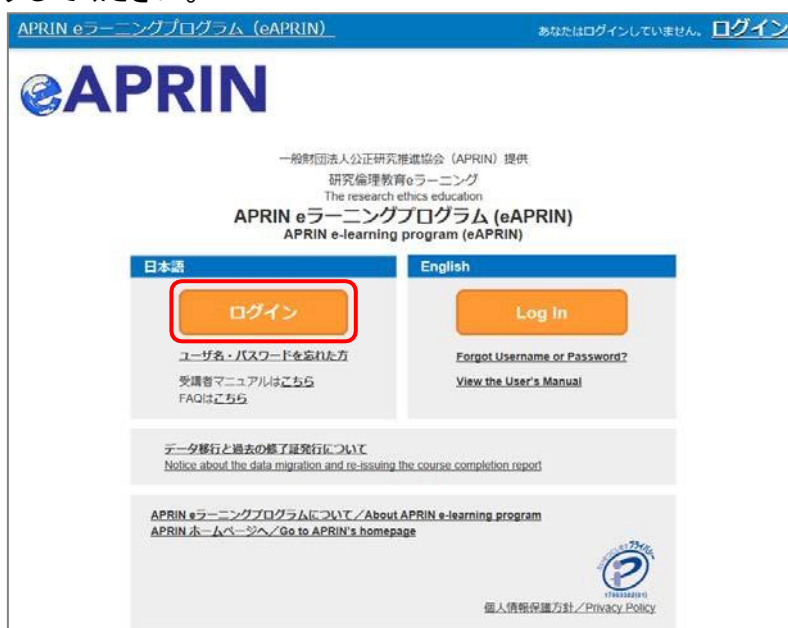 してください。
APRIN eラーニングプログラム (eAPRIN)
あなたはログインしていません。 ログイン
eAPRIN
一般財団法人公正研究推進協会 (APRIN) 提供
研究倫理教育eラーニング
The research ethics education
APRIN eラーニングプログラム (eAPRIN)
APRIN e-learning program (eAPRIN)
日本語
ログイン
ユーザ名・パスワードを忘れた方
受講者マニュアルはこちら
FAQはこちら
English
Log In
Forgot Username or Password?
View the User's Manual
データ移行と過去の修了証発行について
Notice about the data migration and re-issuing the course completion report
APRIN eラーニングプログラムについて/About APRIN e-learning program
APRIN ホームページへ/Go to APRIN's homepage
個人情報保護方針/Privacy Policy